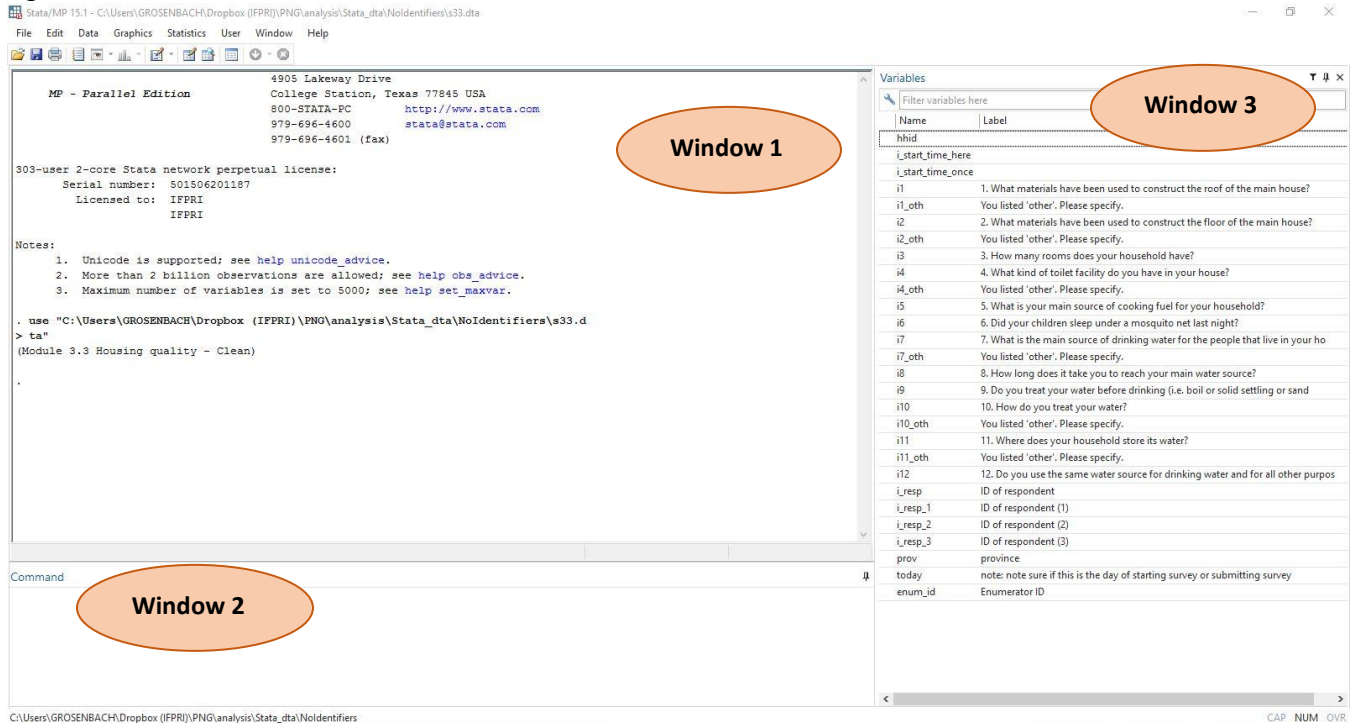 Stata/MP 15.1 - C:\Users\GROSENBACH\Dropbox (IFPRI)\PNG\analysis\Stata_dta\NoIdentifiers\s33.dta
File Edit Data Graphics Statistics User Window Help
4905 Lakeway Drive
MP - Parallel Edition College Station, Texas 77845 USA
800-STATA-PC http://www.stata.com
979-696-4600 stata@stata.com
979-696-4601 (fax)
Window 1
303-user 2-core Stata network perpetual license:
Serial number: 501506201187
Licensed to: IFPRI
IFPRI
Notes:
1. Unicode is supported; see help unicode_advice.
2. More than 2 billion observations are allowed; see help obs_advice.
3. Maximum number of variables is set to 5000; see help set_maxvar.
. use "C:\Users\GROSENBACH\Dropbox (IFPRI)\PNG\analysis\Stata_dta\NoIdentifiers\s33.d
> ta"
(Module 3.3 Housing quality - Clean)
.
Command
Window 2
Variables
Filter variables here
Window 3
Name Label
hhid
i_start_time_here
i_start_time_once
i1 1. What materials have been used to construct the roof of the main house?
i1_oth You listed 'other'. Please specify.
i2 2. What materials have been used to construct the floor of the main house?
i2_oth You listed 'other'. Please specify.
i3 3. How many rooms does your household have?
i4 4. What kind of toilet facility do you have in your house?
i4_oth You listed 'other'. Please specify.
i5 5. What is your main source of cooking fuel for your household?
i6 6. Did your children sleep under a mosquito net last night?
i7 7. What is the main source of drinking water for the people that live in your ho
i7_oth You listed 'other'. Please specify.
i8 8. How long does it take you to reach your main water source?
i9 9. Do you treat your water before drinking (i.e. boil or solid settling or sand
i10 10. How do you treat your water?
i10_oth You listed 'other'. Please specify.
i11 11. Where does your household store its water?
i11_oth You listed 'other'. Please specify.
i12 12. Do you use the same water source for drinking water and for all other purpos
i_resp ID of respondent
i_resp_1 ID of respondent (1)
i_resp_2 ID of respondent (2)
i_resp_3 ID of respondent (3)
prov province
today note: note sure if this is the day of starting survey or submitting survey
enum_id Enumerator ID
C:\Users\GROSENBACH\Dropbox (IFPRI)\PNG\analysis\Stata_dta\NoIdentifiers
CAP NUM OVR